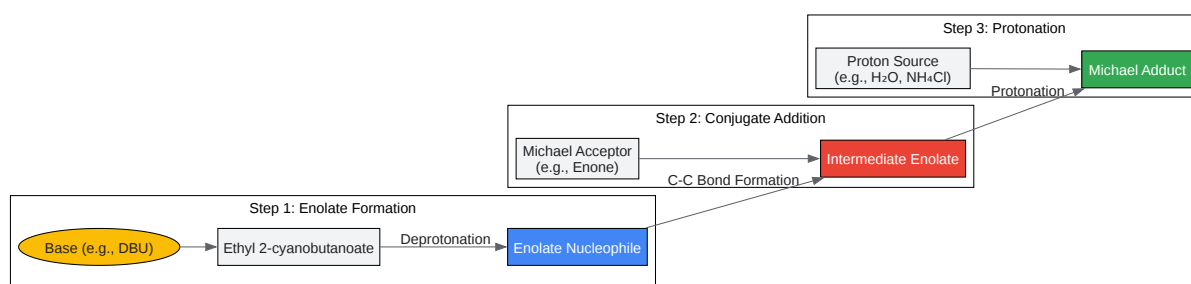 Step 3: Protonation
Proton Source
(e.g., H₂O, NH₄Cl)
Michael Adduct
Protonation
Step 2: Conjugate Addition
Michael Acceptor
(e.g., Enone)
Intermediate Enolate
C-C Bond Formation
Step 1: Enolate Formation
Base (e.g., DBU)
Ethyl 2-cyanobutanoate
Deprotonation
Enolate Nucleophile